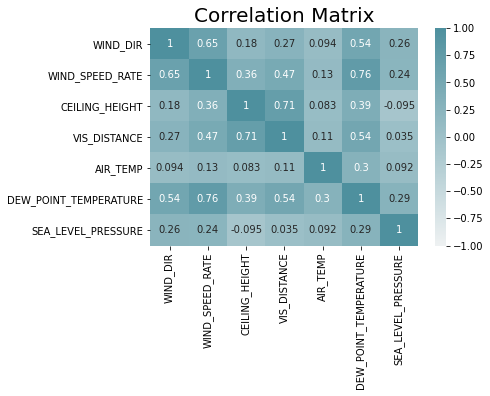 Correlation Matrix
WIND_DIR 1 0.65 0.18 0.27 0.094 0.54 0.26
WIND_SPEED_RATE 0.65 1 0.36 0.47 0.13 0.76 0.24
CEILING_HEIGHT 0.18 0.36 1 0.71 0.083 0.39 -0.095
VIS_DISTANCE 0.27 0.47 0.71 1 0.11 0.54 0.035
AIR_TEMP 0.094 0.13 0.083 0.11 1 0.3 0.092
DEW_POINT_TEMPERATURE 0.54 0.76 0.39 0.54 0.3 1 0.29
SEA_LEVEL_PRESSURE 0.26 0.24 -0.095 0.035 0.092 0.29 1
WIND_DIR
WIND_SPEED_RATE
CEILING_HEIGHT
VIS_DISTANCE
AIR_TEMP
DEW_POINT_TEMPERATURE
SEA_LEVEL_PRESSURE
1.00
0.75
0.50
0.25
0.00
−0.25
−0.50
−0.75
−1.00